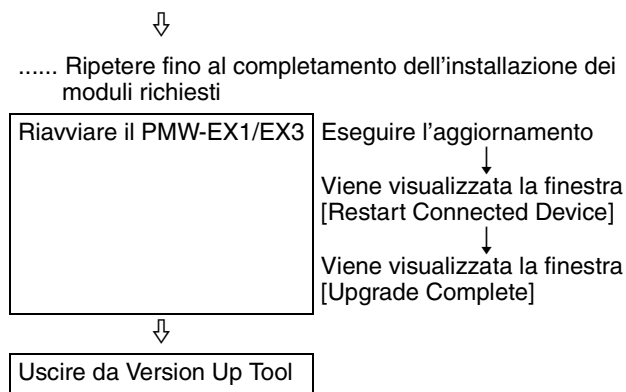 ...... Ripetere fino al completamento dell'installazione dei
moduli richiesti
Riavviare il PMW-EX1/EX3
Eseguire l'aggiornamento
Viene visualizzata la finestra
[Restart Connected Device]
Viene visualizzata la finestra
[Upgrade Complete]
Uscire da Version Up Tool